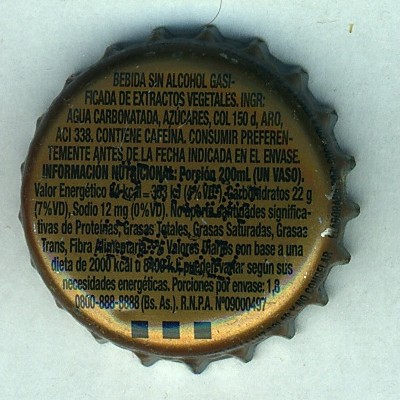 BEBIDA SIN ALCOHOL GASI-
FICADA DE EXTRACTOS VEGETALES. INGR:
AGUA CARBONATADA, AZÚCARES, COL 150 d, ARO,
ACI 338. CONTIENE CAFEÍNA. CONSUMIR PREFEREN-
TEMENTE ANTES DE LA FECHA INDICADA EN EL ENVASE.
INFORMACIÓN NUTRICIONAL: Porción 200mL (UN VASO).
Valor Energético kcal = kJ Carbohidratos 22 g
(7%VD), Sodio 12 mg (0%VD). No aporta cantidades significa-
tivas de Proteínas, Grasas Totales, Grasas Saturadas, Grasas
Trans, Fibra Alimentaria. Valores Diarios con base a una
dieta de 2000 kcal u 8400 kJ pueden variar según sus
necesidades energéticas. Porciones por envase: 1,8
0800-888-8888 (Bs. As.). R.N.P.A. N°09000497